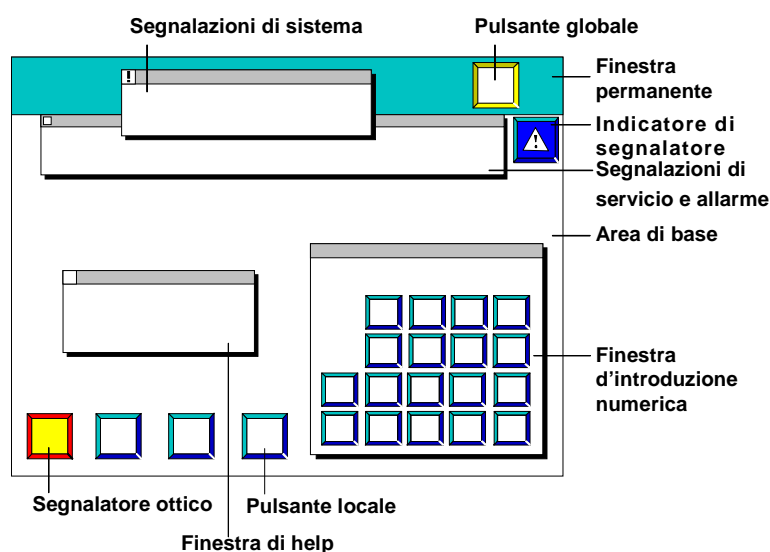 Segnalazioni di sistema
Pulsante globale
!
Finestra
permanente
Indicatore di
segnalatore
Segnalazioni di
servizio e allarme
Area di base
Finestra
d'introduzione
numerica
Segnalatore ottico
Pulsante locale
Finestra di help